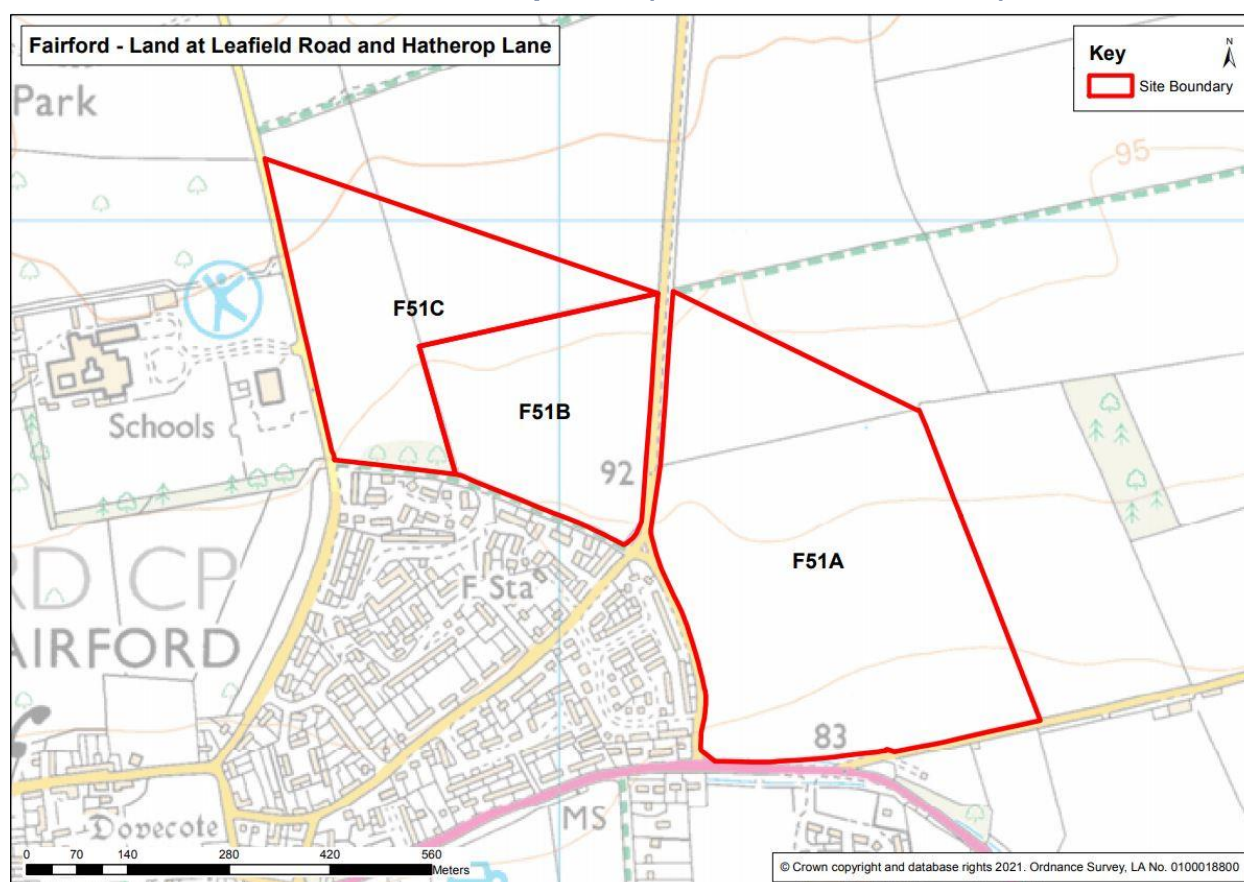 Fairford - Land at Leafield Road and Hatherop Lane
Key
N
Site Boundary
Park
95
F51C
F51B
Schools
92
F51A
RD CP
F Sta
AIRFORD
83
MS
Dovecote
0 70 140 280 420 560
Meters
© Crown copyright and database rights 2021. Ordnance Survey, LA No. 0100018800